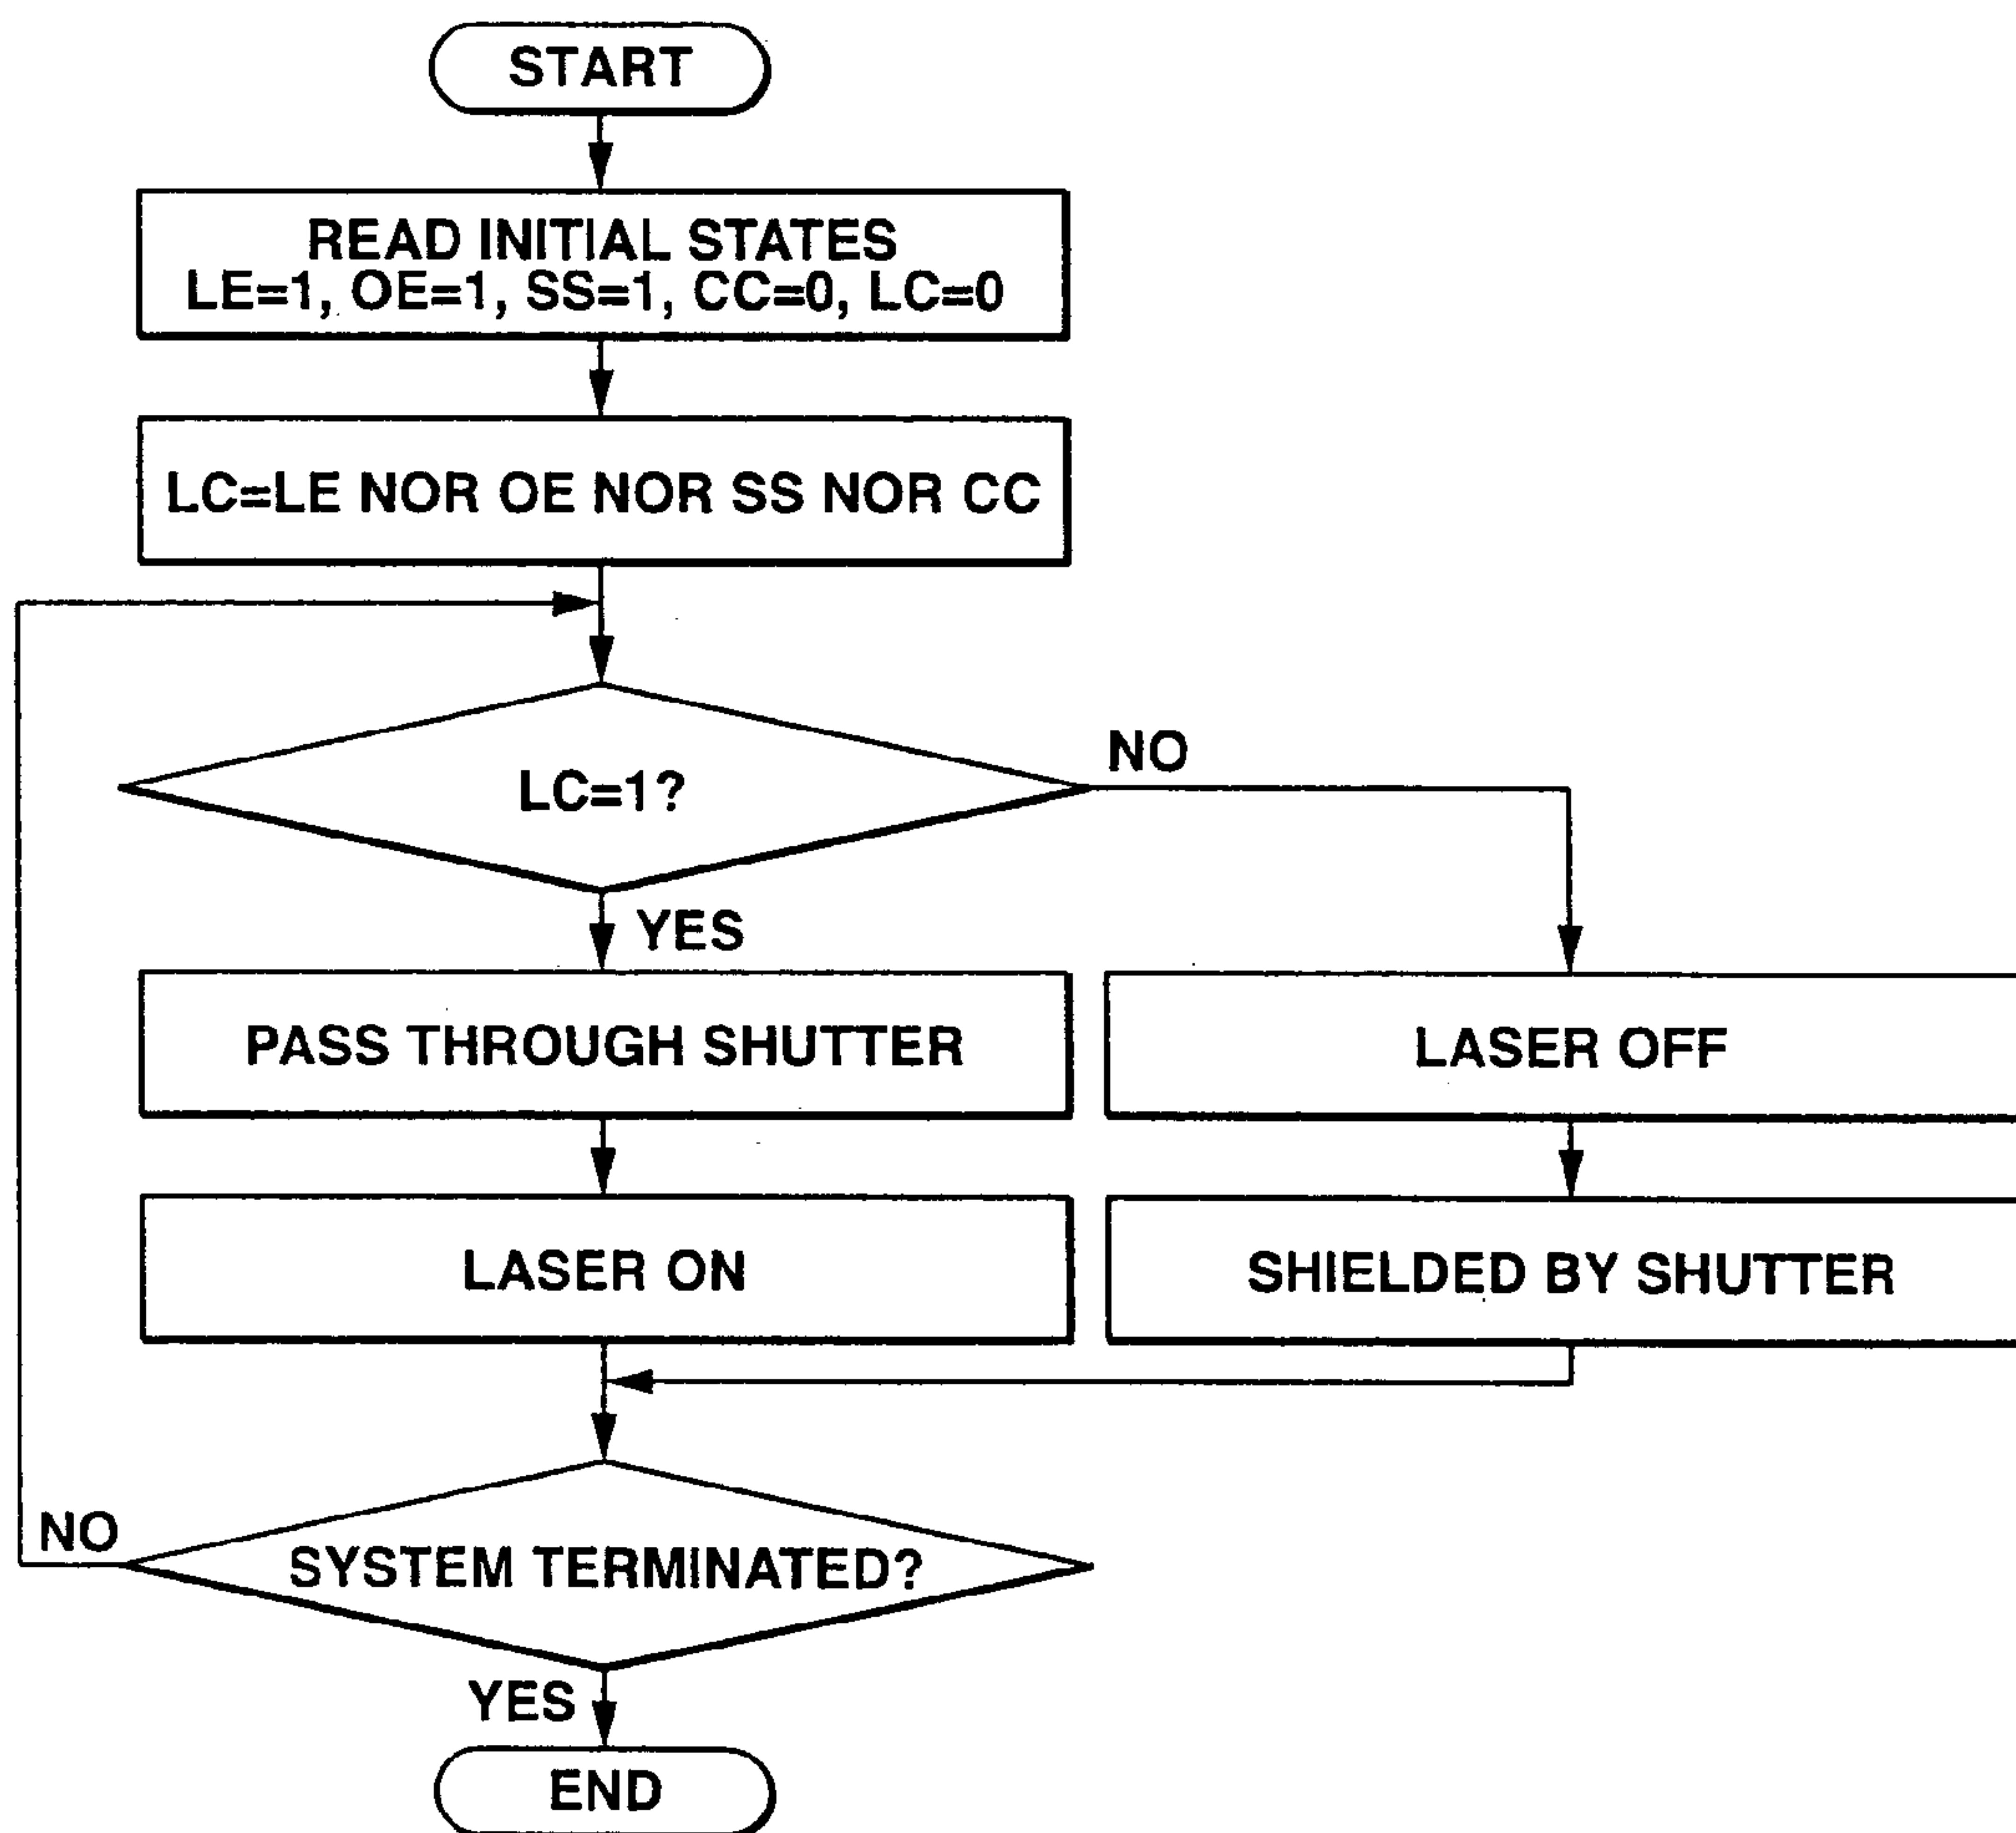 START
READ INITIAL STATES
LE=1, OE=1, SS=1, CC=0, LC=0
LC=LE NOR OE NOR SS NOR CC
LC=1?
NO
YES
PASS THROUGH SHUTTER
LASER OFF
LASER ON
SHIELDED BY SHUTTER
SYSTEM TERMINATED?
NO
YES
END